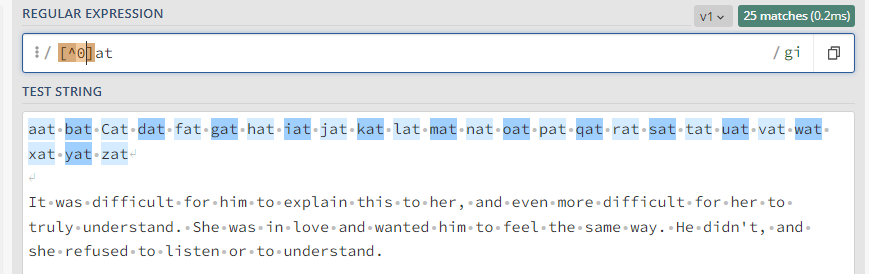 REGULAR EXPRESSION
v1
25 matches (0.2ms)
/ [^0]at
/ gi
TEST STRING
aat·bat·Cat·dat·fat·gat·hat·iat·jat·kat·lat·mat·nat·oat·pat·qat·rat·sat·tat·uat·vat·wat·
xat·yat·zat↵
↵
It·was·difficult·for·him·to·explain·this·to·her,·and·even·more·difficult·for·her·to·
truly·understand.·She·was·in·love·and·wanted·him·to·feel·the·same·way.·He·didn't,·and·
she·refused·to·listen·or·to·understand.